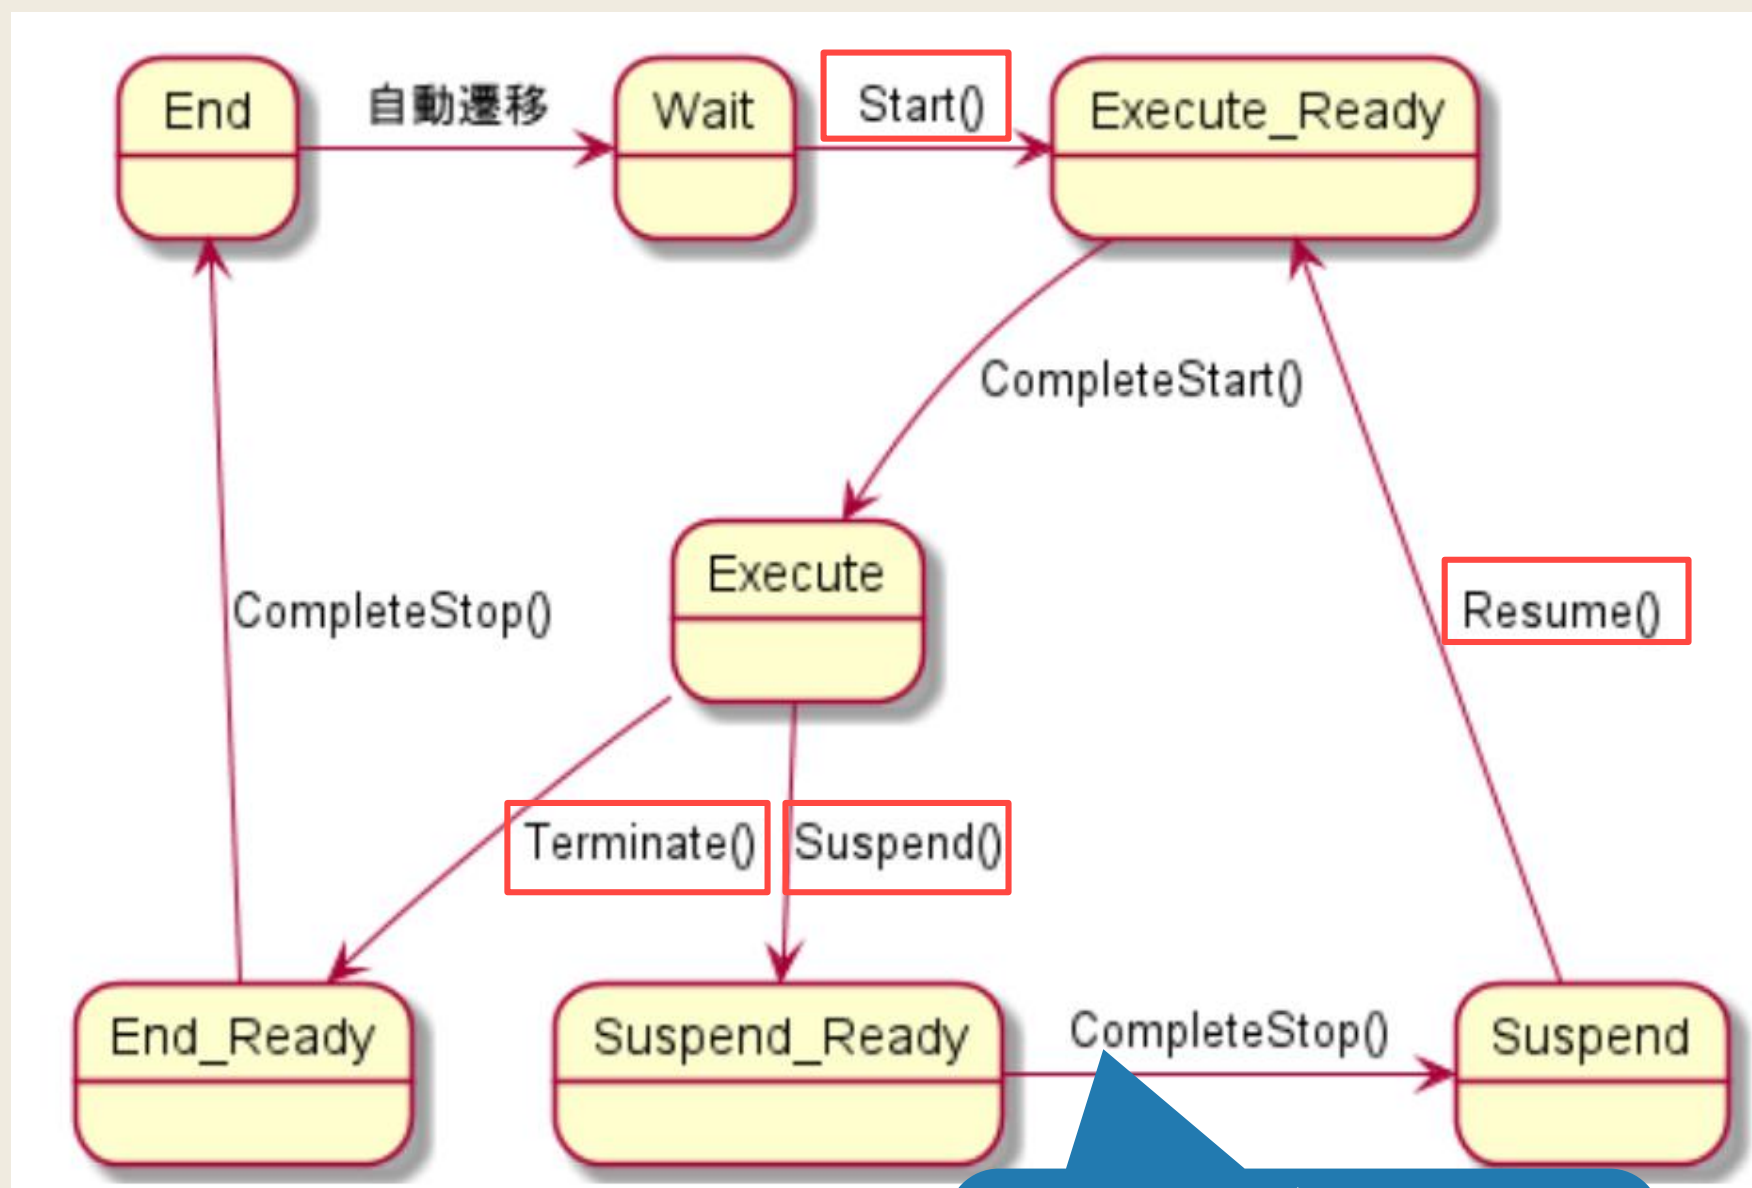 End
自動遷移
Wait
Start()
Execute_Ready
CompleteStart()
Execute
CompleteStop()
Resume()
Terminate()
Suspend()
End_Ready
Suspend_Ready
CompleteStop()
Suspend